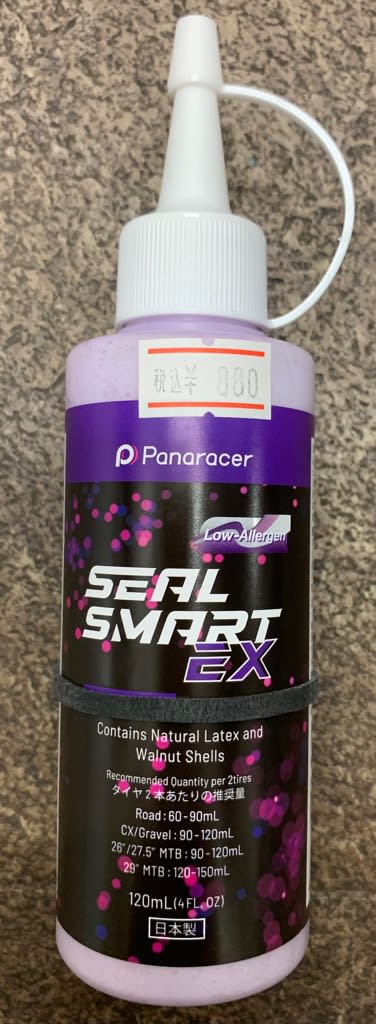 税込¥ 080
Panaracer
Low-Allergen
SEAL
SMART
EX
Contains Natural Latex and
Walnut Shells
Recommended Quantity per 2tires
タイヤ2本あたりの推奨量
Road : 60-90mL
CX/Gravel : 90-120mL
26"/27.5" MTB : 90-120mL
29" MTB : 120-150mL
120mL(4FL. OZ)
日本製